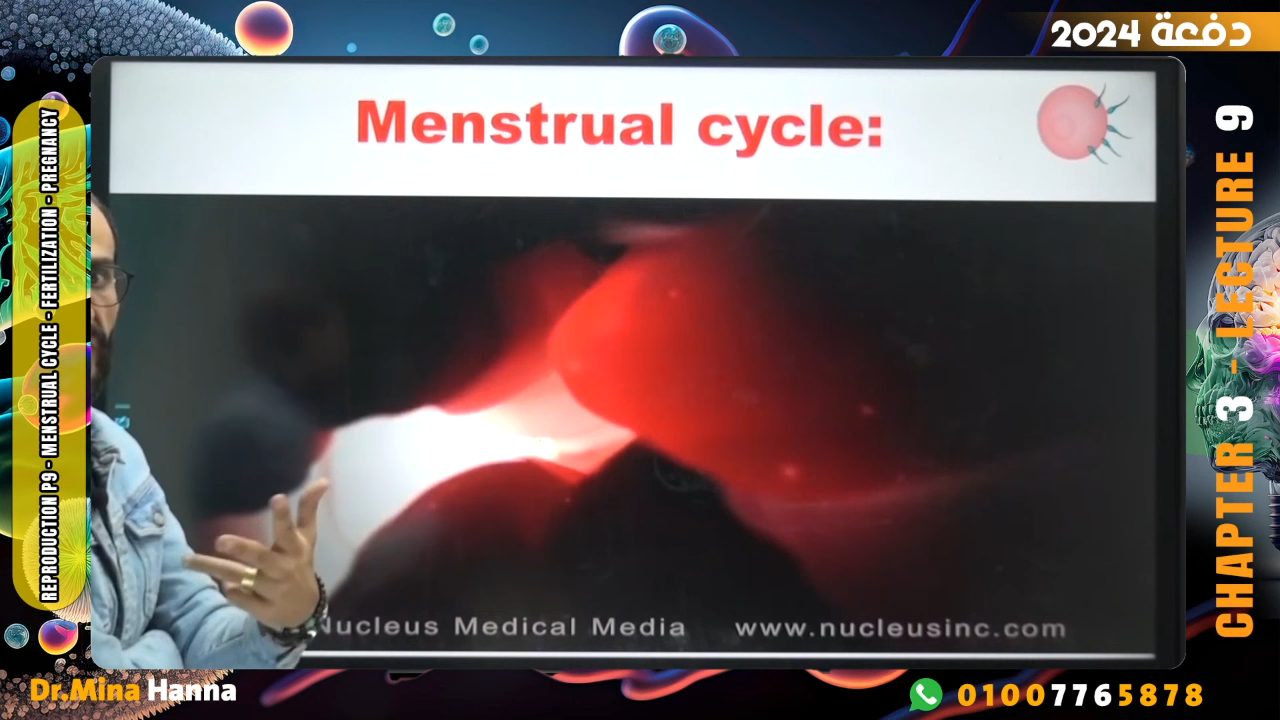 دفعة 2024
Menstrual cycle:
REPRODUCTION P9 - MENSTRUAL CYCLE - FERTILIZATION - PREGNANCY
CHAPTER 3 - LECTURE 9
Nucleus Medical Media www.nucleusinc.com
Dr.Mina Hanna
01007765878